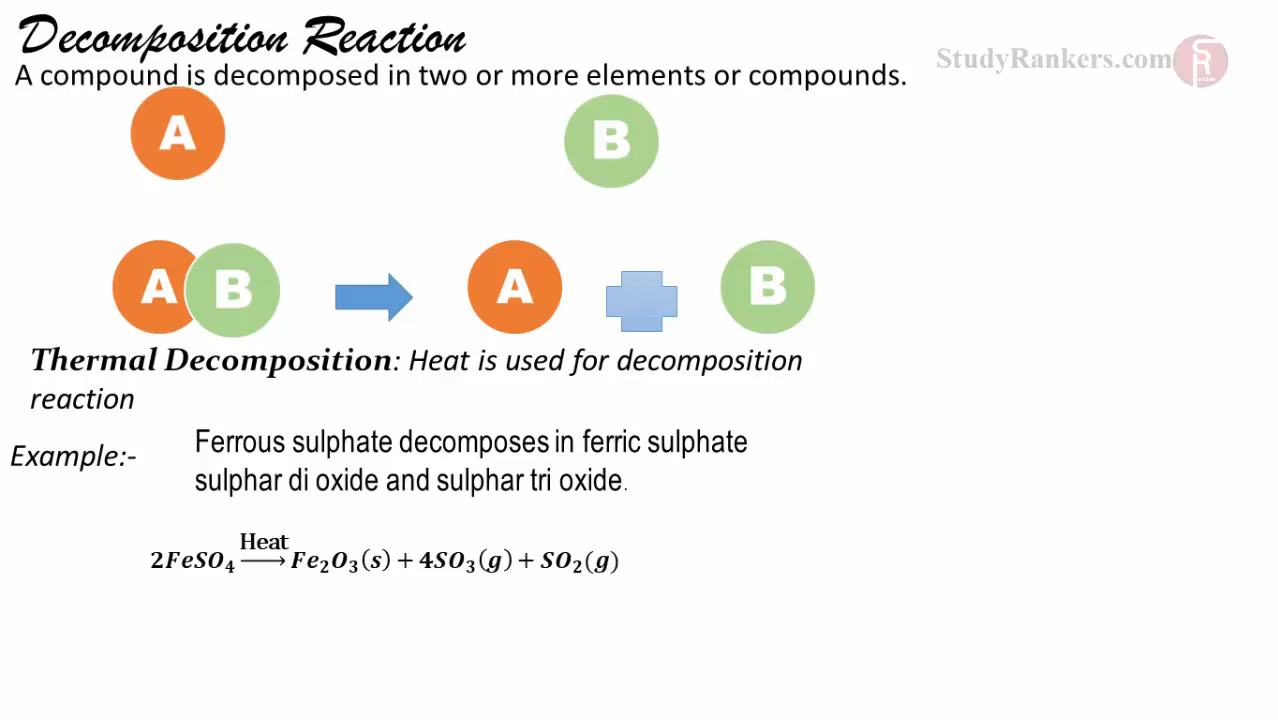 Decomposition Reaction
StudyRankers.com
SR
A compound is decomposed in two or more elements or compounds.
A
B
A B A B
Thermal Decomposition: Heat is used for decomposition
reaction
Example:-
Ferrous sulphate decomposes in ferric sulphate
sulphar di oxide and sulphar tri oxide.
2FeSO₄ Heat⟶ Fe₂O₃(s) + 4SO₃(g) + SO₂(g)